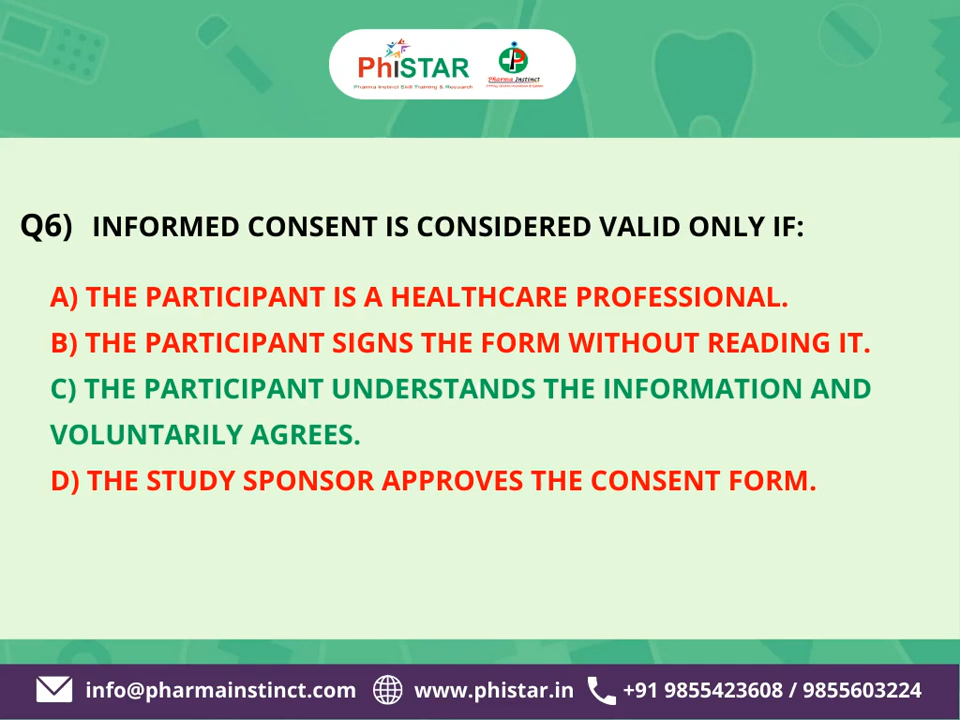 PhiSTAR
Pharma Instinct Skill Training & Research
Pharma Instinct
Q6) INFORMED CONSENT IS CONSIDERED VALID ONLY IF:
A) THE PARTICIPANT IS A HEALTHCARE PROFESSIONAL.
B) THE PARTICIPANT SIGNS THE FORM WITHOUT READING IT.
C) THE PARTICIPANT UNDERSTANDS THE INFORMATION AND
VOLUNTARILY AGREES.
D) THE STUDY SPONSOR APPROVES THE CONSENT FORM.
info@pharmainstinct.com www.phistar.in +91 9855423608 / 9855603224